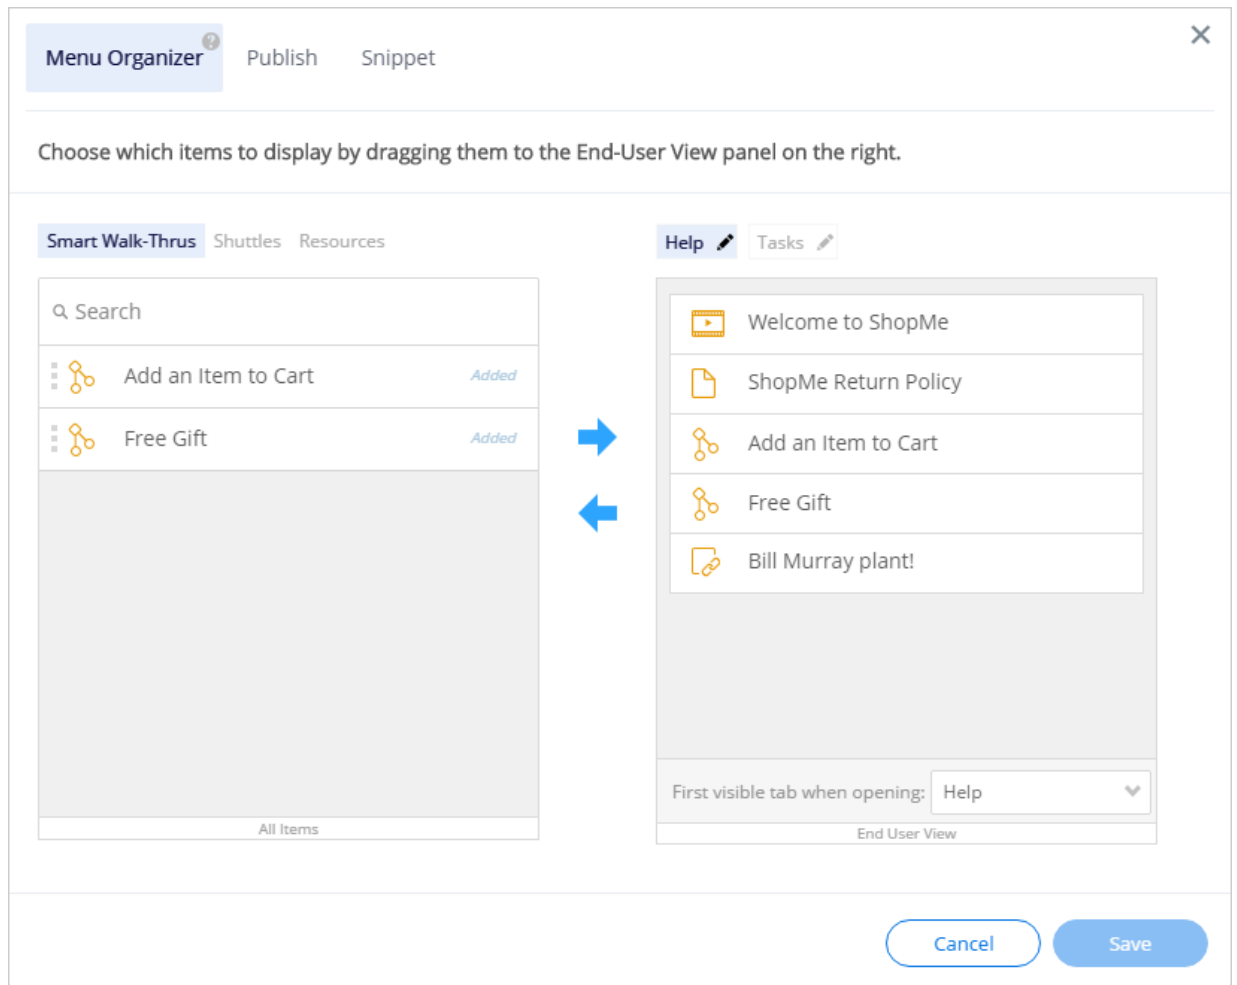 Menu Organizer ? Publish Snippet
Choose which items to display by dragging them to the End-User View panel on the right.
Smart Walk-Thrus Shuttles Resources
Search
Add an Item to Cart Added
Free Gift Added
All Items
Help Tasks
Welcome to ShopMe
ShopMe Return Policy
Add an Item to Cart
Free Gift
Bill Murray plant!
First visible tab when opening: Help
End User View
Cancel Save